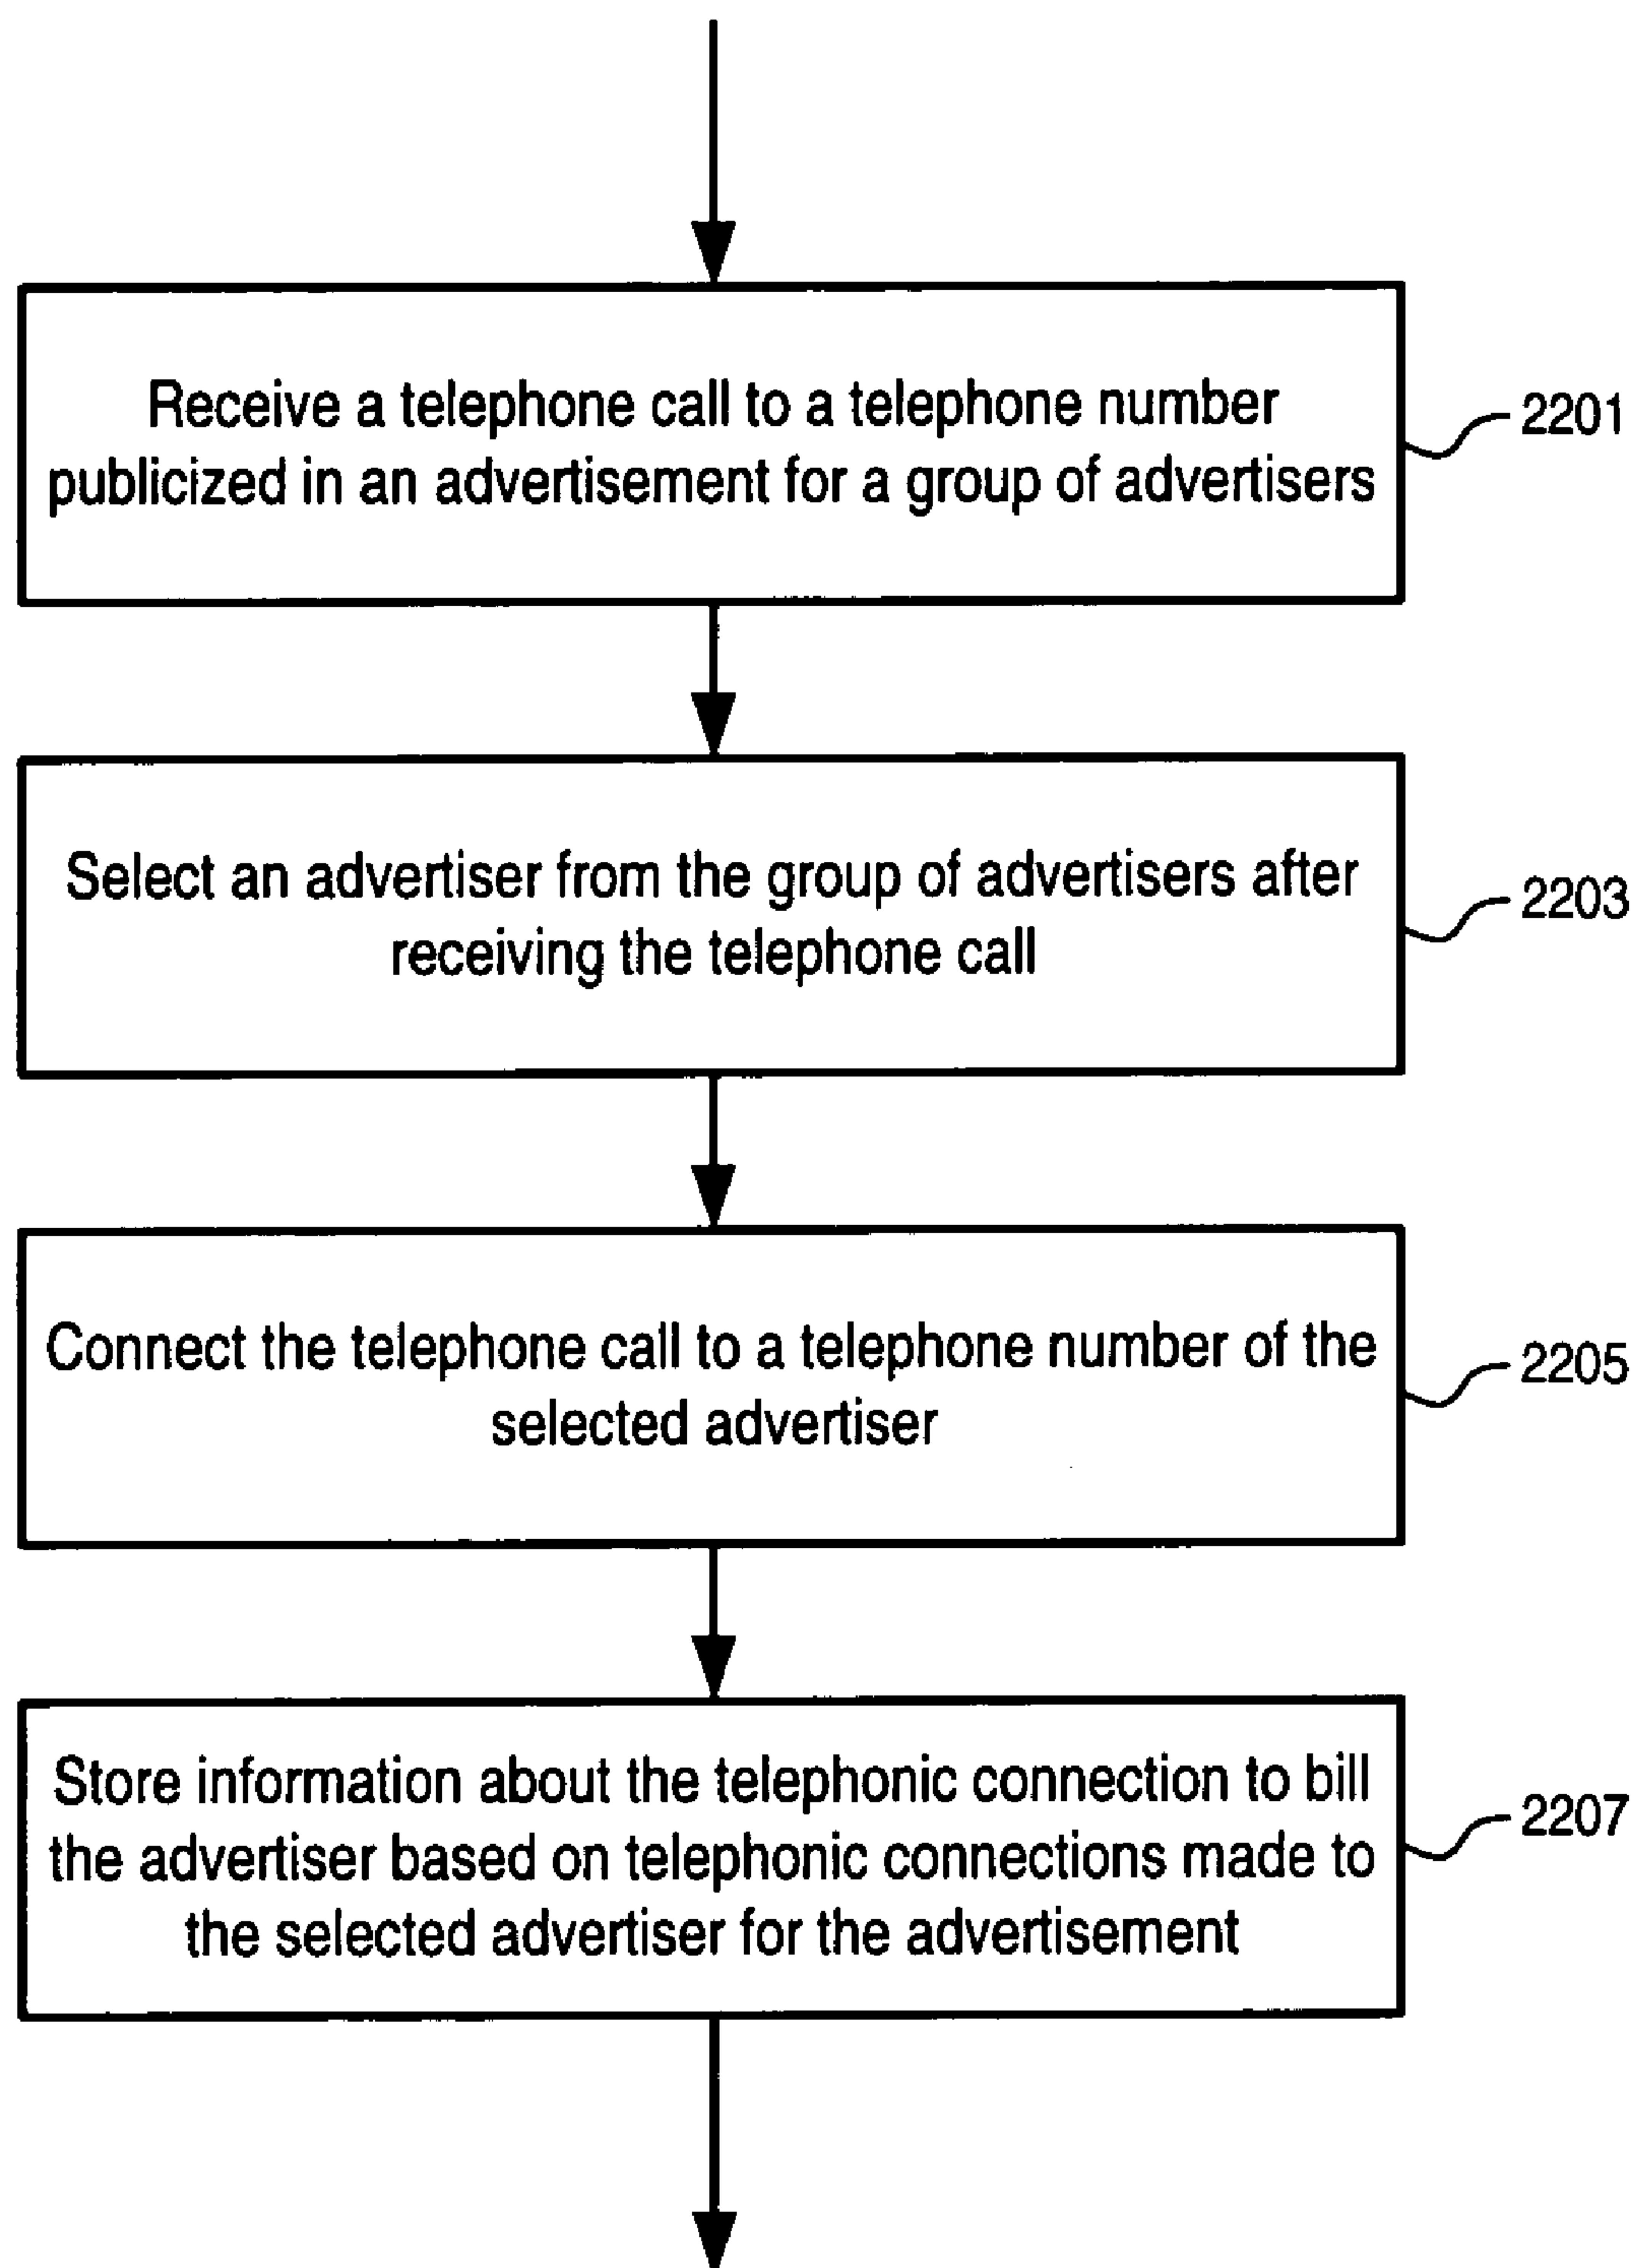 Receive a telephone call to a telephone number
publicized in an advertisement for a group of advertisers
2201
Select an advertiser from the group of advertisers after
receiving the telephone call
2203
Connect the telephone call to a telephone number of the
selected advertiser
2205
Store information about the telephonic connection to bill
the advertiser based on telephonic connections made to
the selected advertiser for the advertisement
2207